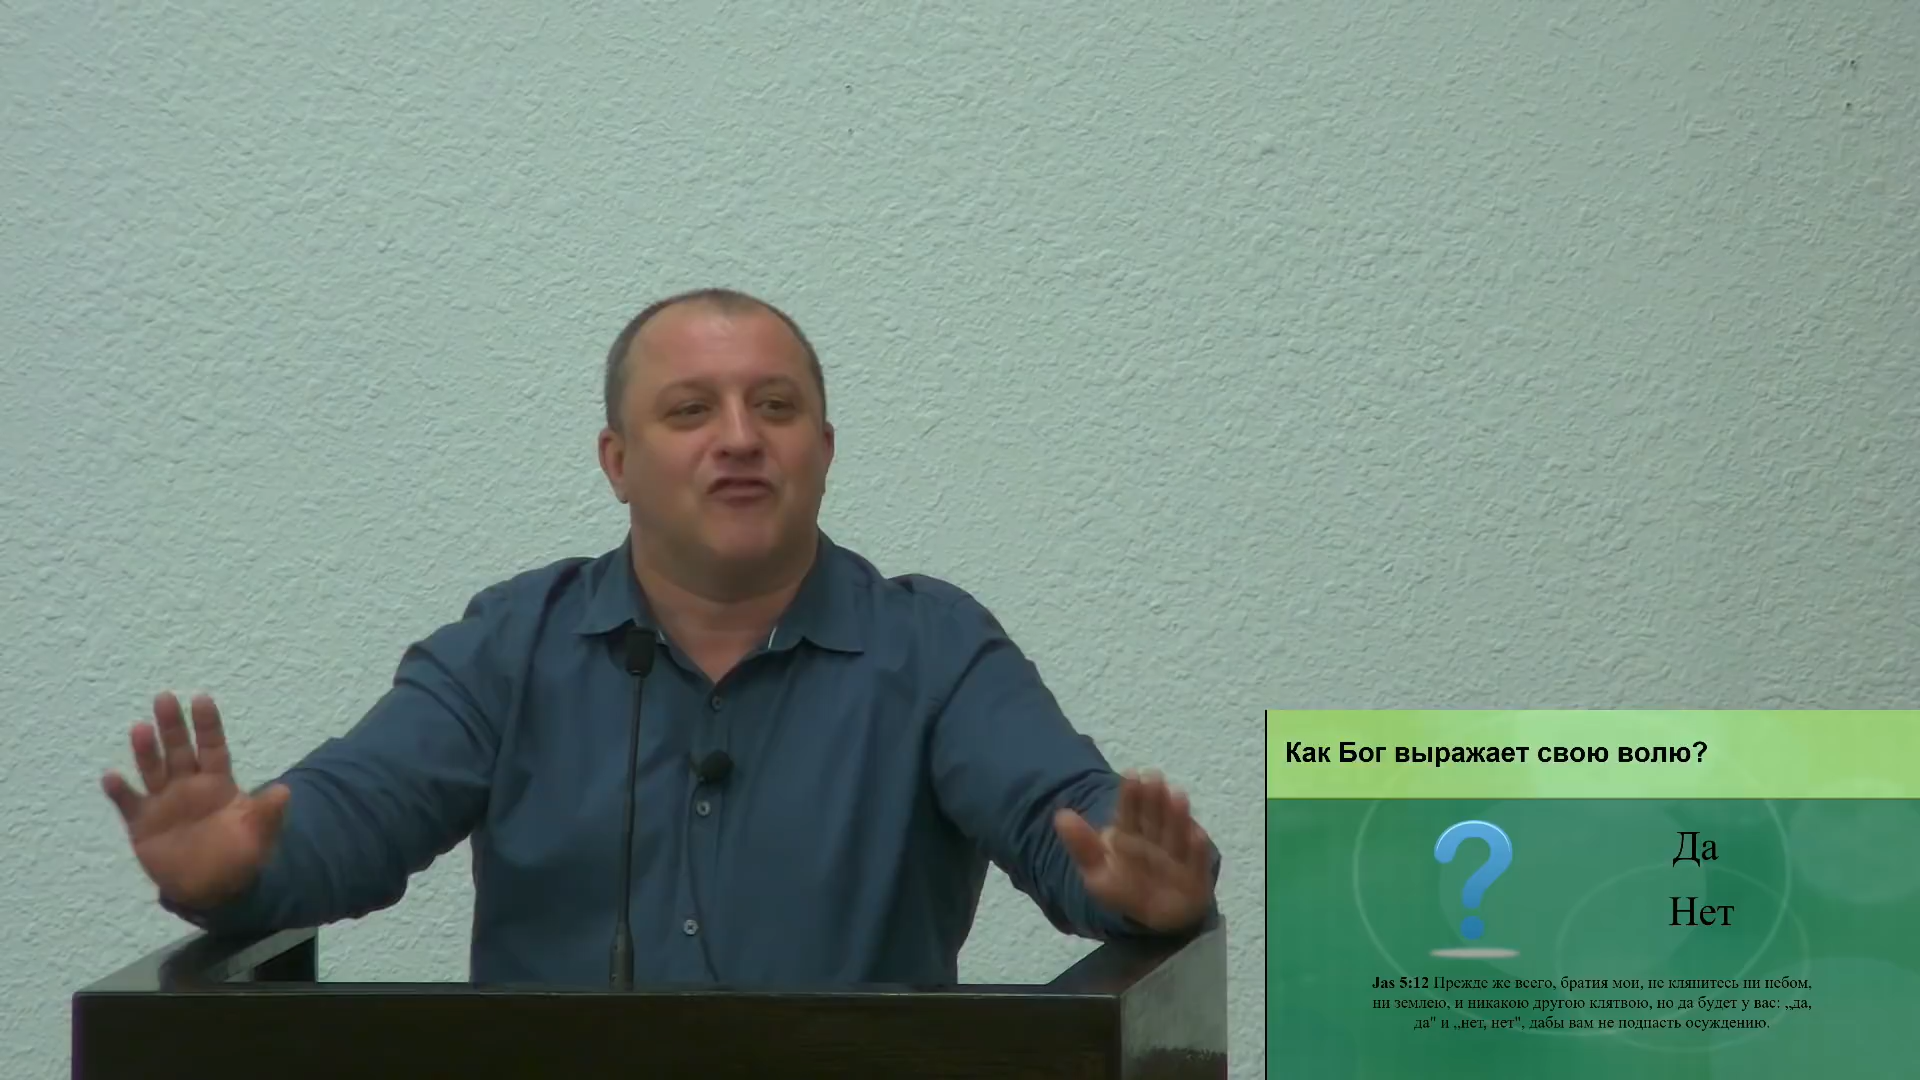 Как Бог выражает свою волю?
Да
Нет
Jas 5:12 Прежде же всего, братия мои, не клянитесь ни небом,
ни землею, и никакою другою клятвою, но да будет у вас: „да,
да" и „нет, нет", дабы вам не подпасть осуждению.